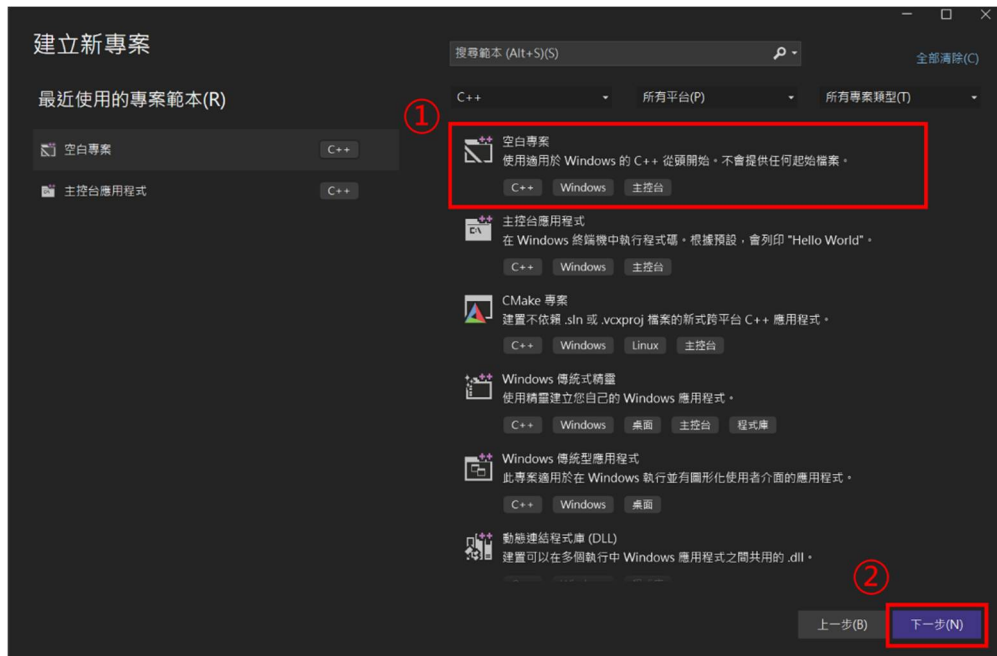 建立新專案
搜尋範本 (Alt+S)(S)
全部清除(C)
最近使用的專案範本(R)
空白專案
C++
主控台應用程式
C++
C++
所有平台(P)
所有專案類型(T)
①
空白專案
使用適用於 Windows 的 C++ 從頭開始。不會提供任何起始檔案。
C++ Windows 主控台
主控台應用程式
在 Windows 終端機中執行程式碼。根據預設，會列印 "Hello World"。
C++ Windows 主控台
CMake 專案
建置不依賴 .sln 或 .vcxproj 檔案的新式跨平台 C++ 應用程式。
C++ Windows Linux 主控台
Windows 傳統式精靈
使用精靈建立您自己的 Windows 應用程式。
C++ Windows 桌面 主控台 程式庫
Windows 傳統型應用程式
此專案適用於在 Windows 執行並有圖形化使用者介面的應用程式。
C++ Windows 桌面
動態連結程式庫 (DLL)
建置可以在多個執行中 Windows 應用程式之間共用的 .dll。
②
上一步(B)
下一步(N)